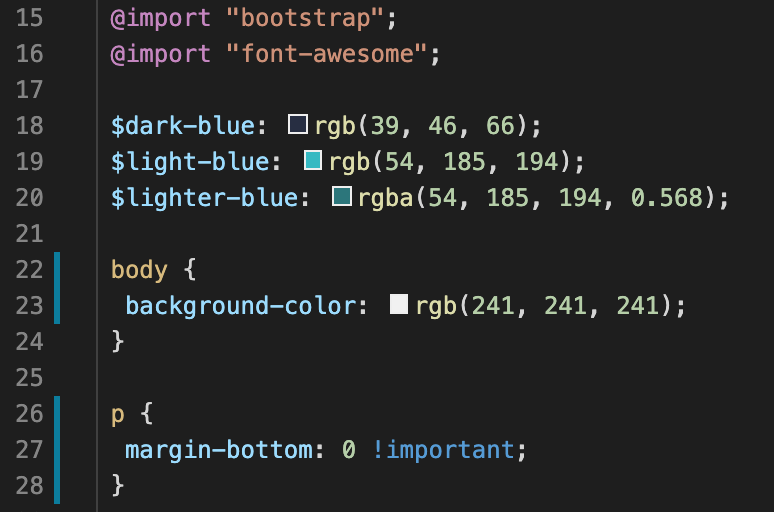 15 @import "bootstrap";
16 @import "font-awesome";
17
18 $dark-blue: rgb(39, 46, 66);
19 $light-blue: rgb(54, 185, 194);
20 $lighter-blue: rgba(54, 185, 194, 0.568);
21
22 body {
23 background-color: rgb(241, 241, 241);
24 }
25
26 p {
27 margin-bottom: 0 !important;
28 }